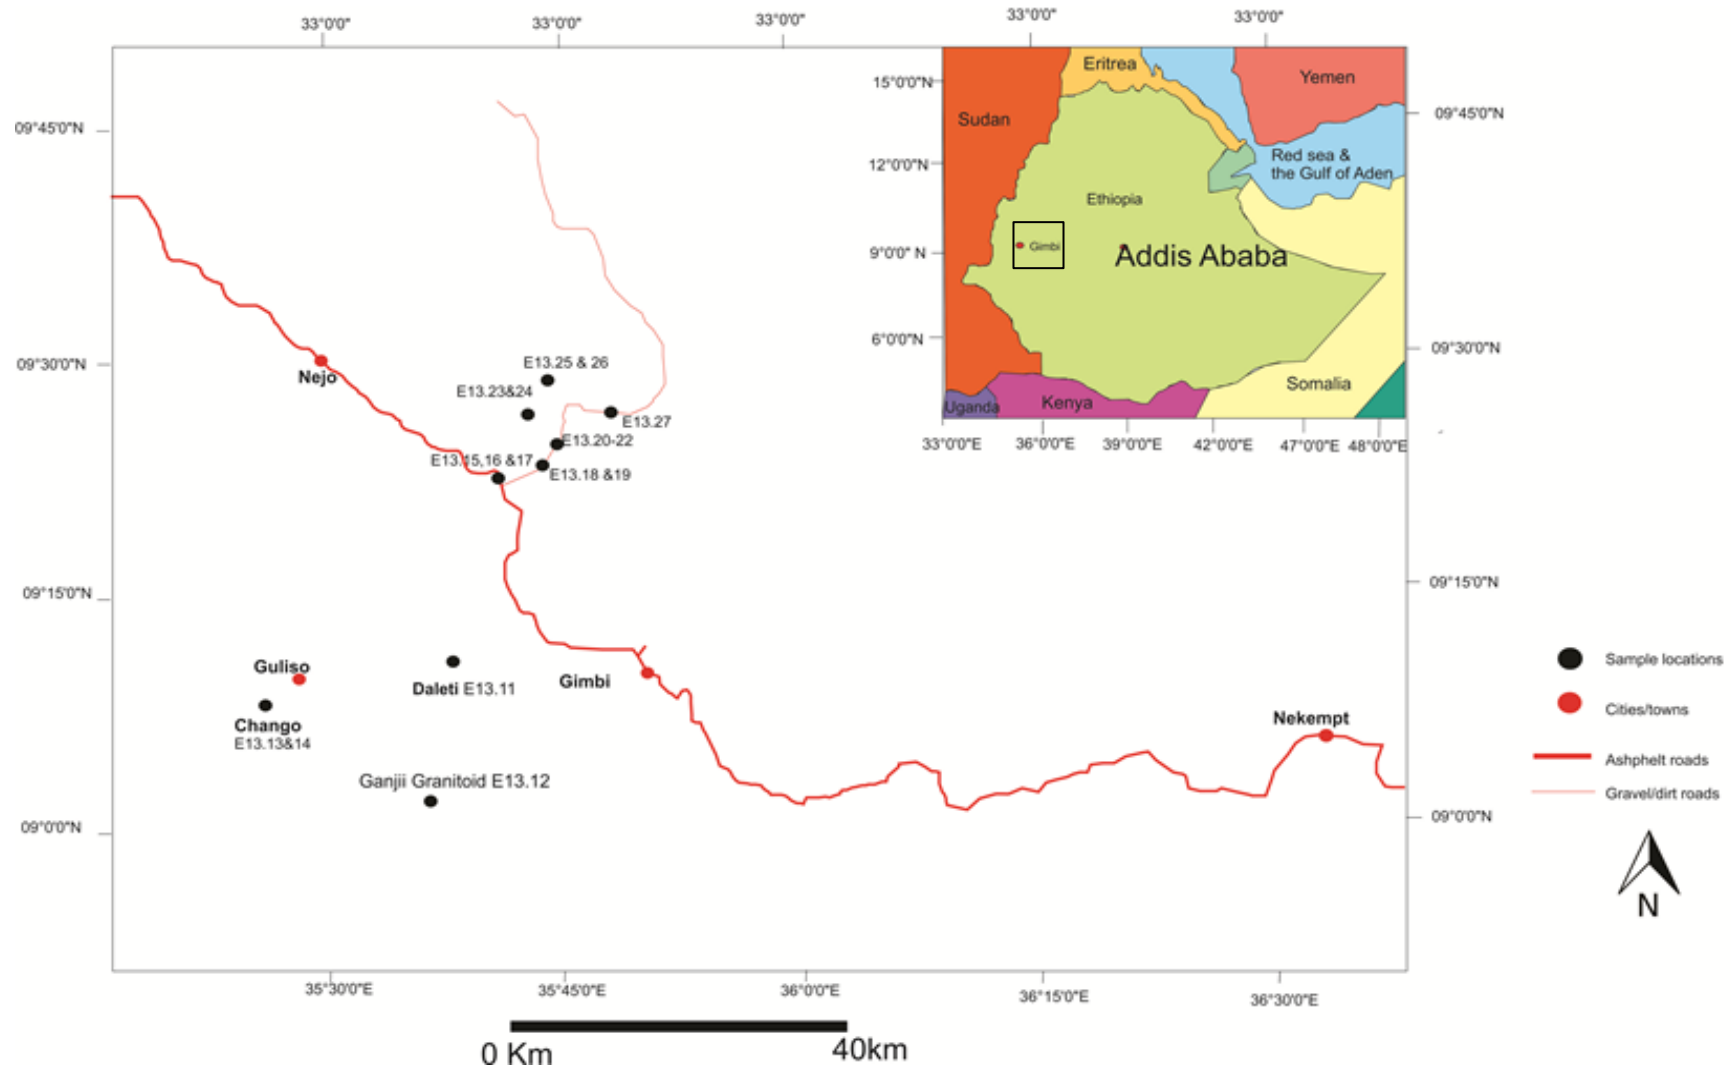 33°0'0"
33°0'0"
33°0'0"
33°0'0"
33°0'0"
09°45'0"N
09°30'0"N
09°15'0"N
09°0'0"N
15°0'0"N
12°0'0"N
9°0'0" N
6°0'0"N
Eritrea
Yemen
Sudan
Red sea &
the Gulf of Aden
Ethiopia
Gimbi
Addis Ababa
Somalia
Uganda
Kenya
33°0'0"E
36°0'0"E
39°0'0"E
42°0'0"E
47°0'0"E
48°0'0"E
09°45'0"N
09°30'0"N
09°15'0"N
09°0'0"N
Nejo
E13.25 & 26
E13.23&24
E13.27
E13.20-22
E13.15,16 &17
E13.18 &19
Guliso
Daleti E13.11
Gimbi
Chango
E13.13&14
Ganjii Granitoid E13.12
Nekempt
Sample locations
Cities/towns
Ashphelt roads
Gravel/dirt roads
N
35°30'0"E
35°45'0"E
36°0'0"E
36°15'0"E
36°30'0"E
0 Km
40km